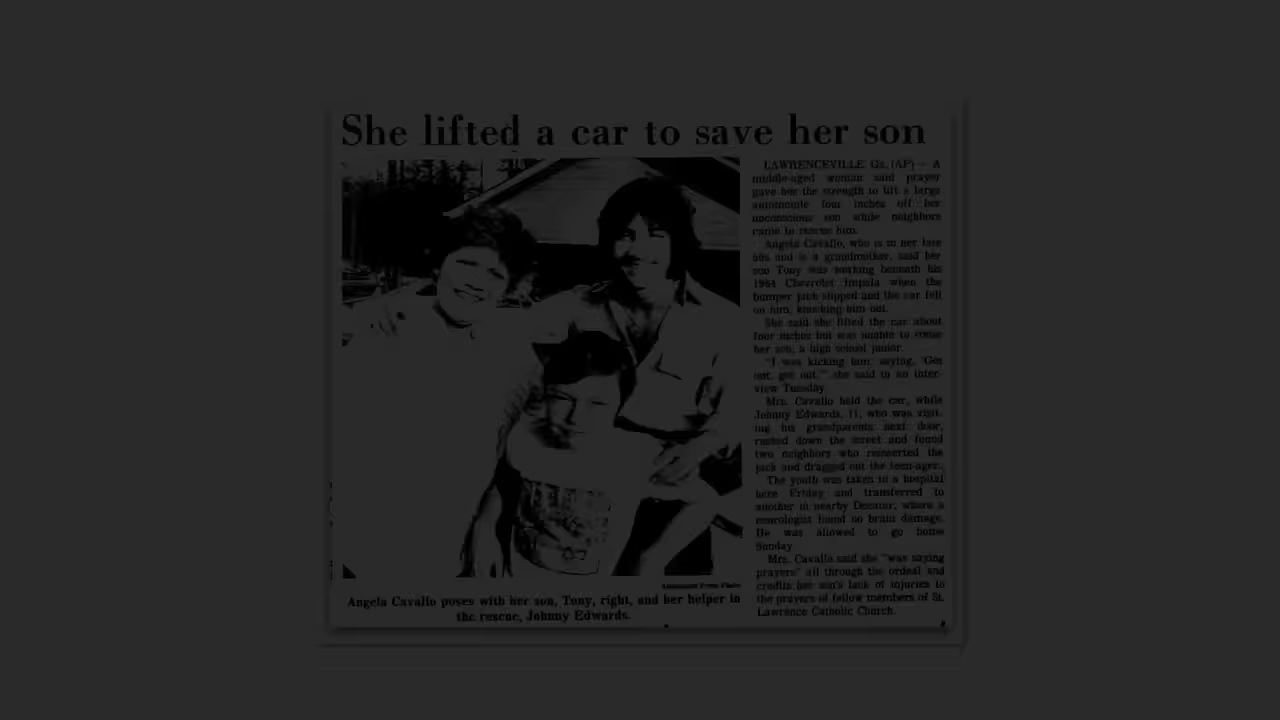 She lifted a car to save her son
LAWRENCEVILLE, Ga. (AP) — A
middle-aged woman said prayer
gave her the strength to lift a large
automobile four inches off her
unconscious son while neighbors
came to rescue him.
Angela Cavallo, who is in her late
and is a grandmother, said her
son Tony was working beneath his
1964 Chevrolet Impala when the
bumper jack slipped and the car fell
on him, knocking him out.
She said she lifted the car about
four inches but was unable to rouse
her son, a high school junior.
"I was kicking him, saying, 'Get
out, get out,'" she said in an inter-
view Tuesday.
Mrs. Cavallo held the car, while
Johnny Edwards, 11, who was visit-
ing his grandparents next door,
rushed down the street and found
two neighbors who reinserted the
jack and dragged out the teen-ager.
The youth was taken to a hospital
here Friday and transferred to
another in nearby Decatur, where a
neurologist found no brain damage.
He was allowed to go home
Sunday.
Mrs. Cavallo said she "was saying
prayers" all through the ordeal and
credits her son's lack of injuries to
the prayers of fellow members of St.
Lawrence Catholic Church.
Associated Press Photo
Angela Cavallo poses with her son, Tony, right, and her helper in
the rescue, Johnny Edwards.